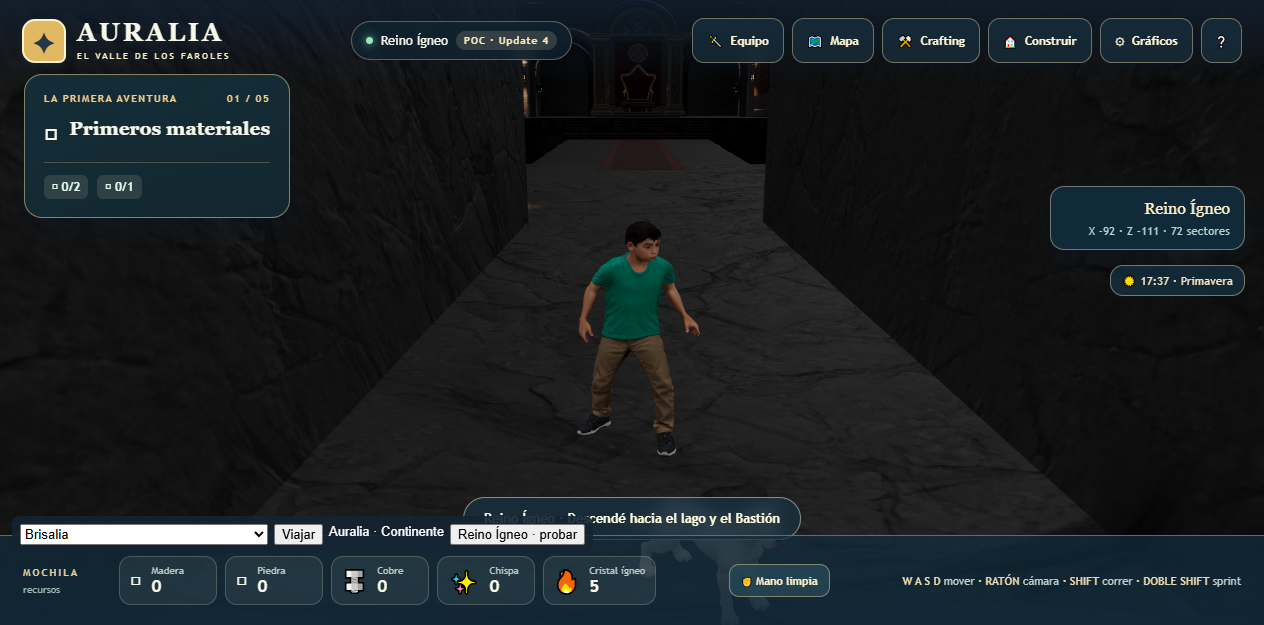 AURALIA
EL VALLE DE LOS FAROLES
Reino Ígneo POC · Update 4
Equipo
Mapa
Crafting
Construir
Gráficos
?
LA PRIMERA AVENTURA 01 / 05
Primeros materiales
0/2 0/1
Reino Ígneo
X -92 · Z -111 · 72 sectores
17:37 · Primavera
Reino Ígneo · Descendé hacia el lago y el Bastión
Brisalia Viajar Auralia · Continente Reino Ígneo · probar
MOCHILA
recursos
Madera
0
Piedra
0
Cobre
0
Chispa
0
Cristal ígneo
5
Mano limpia
W A S D mover · RATÓN cámara · SHIFT correr · DOBLE SHIFT sprint